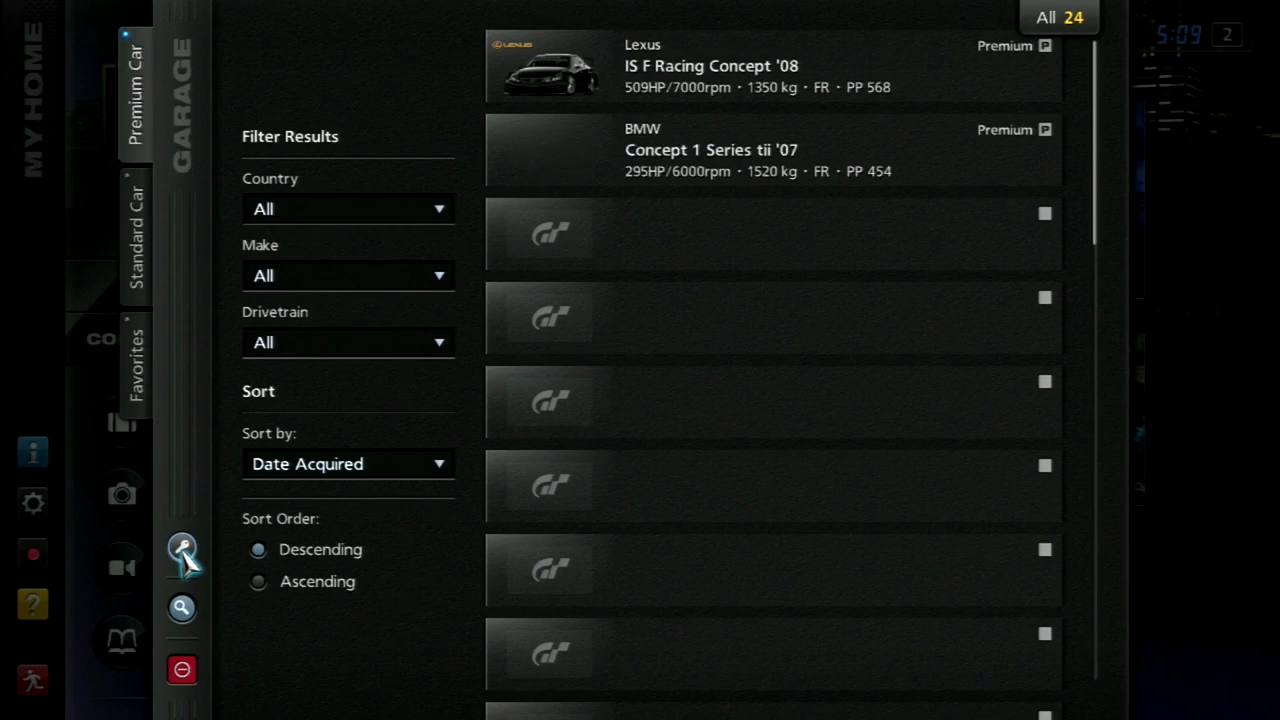 All 24
MY HOME
GARAGE
Premium Car
Standard Car
Favorites
Filter Results
Country
All
Make
All
Drivetrain
All
Sort
Sort by:
Date Acquired
Sort Order:
Descending
Ascending
LEXUS
Lexus
Premium P
IS F Racing Concept '08
509HP/7000rpm · 1350 kg · FR · PP 568
BMW
Premium P
Concept 1 Series tii '07
295HP/6000rpm · 1520 kg · FR · PP 454
5:09 2
CO